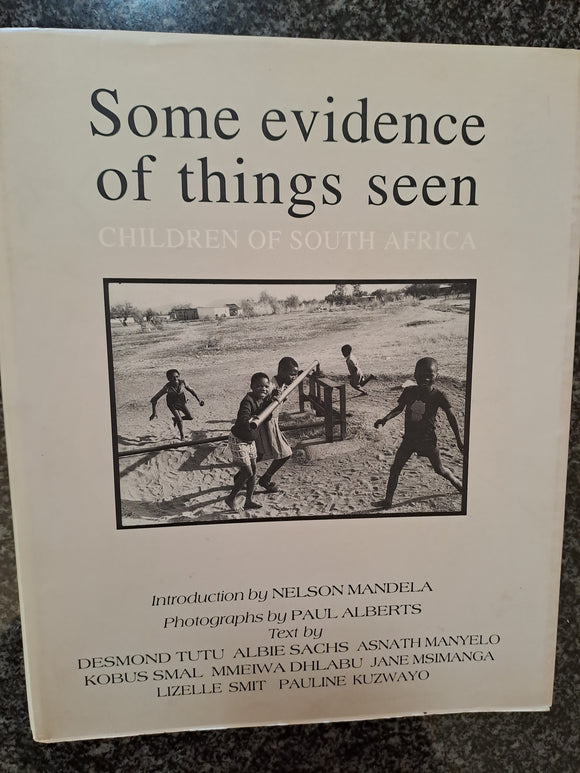 Some evidence
of things seen
CHILDREN OF SOUTH AFRICA
Introduction by NELSON MANDELA
Photographs by PAUL ALBERTS
Text by
DESMOND TUTU ALBIE SACHS ASNATH MANYELO
KOBUS SMAL MMEIWA DHLABU JANE MSIMANGA
LIZELLE SMIT PAULINE KUZWAYO